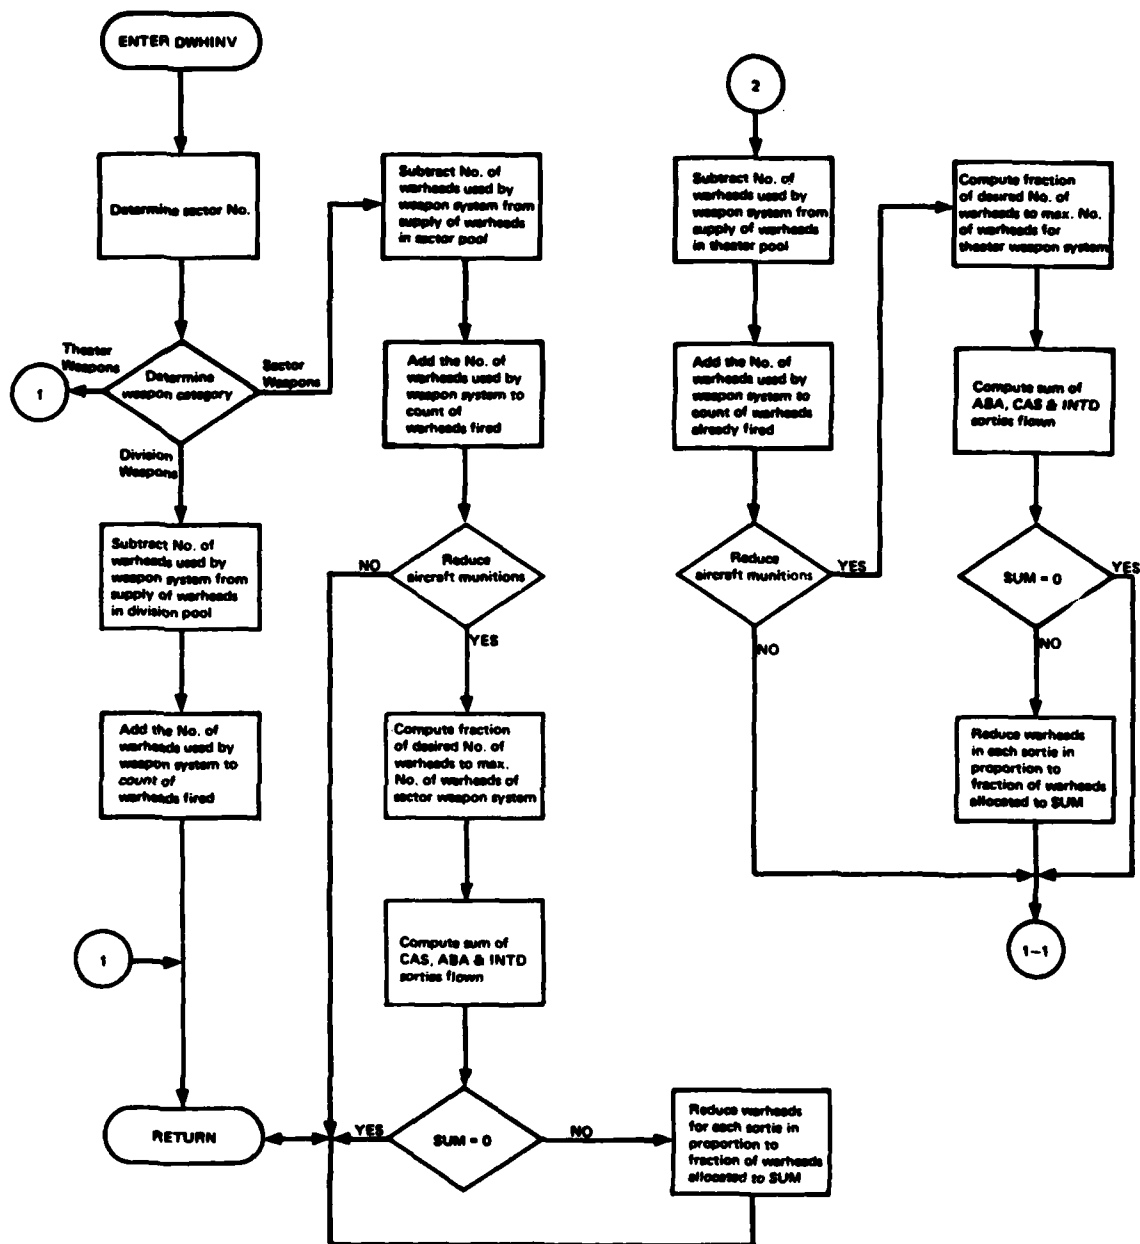 ENTER DWHINV
Determine sector No.
Theater
Weapons
1
Determine
weapon category
Sector
Weapons
Division
Weapons
Subtract No. of
warheads used by
weapon system from
supply of warheads
in division pool
Add the No. of
warheads used by
weapon system to
count of
warheads fired
1
RETURN
Subtract No. of
warheads used by
weapon system from
supply of warheads
in sector pool
Add the No. of
warheads used by
weapon system to
count of
warheads fired
NO
Reduce
aircraft munitions
YES
Compute fraction
of desired No. of
warheads to max.
No. of warheads of
sector weapon system
Compute sum of
CAS, ABA & INTD
sorties flown
YES
SUM = 0
NO
Reduce warheads
for each sortie in
proportion to
fraction of warheads
allocated to SUM
2
Subtract No. of
warheads used by
weapon system from
supply of warheads
in theater pool
Add the No. of
warheads used by
weapon system to
count of warheads
already fired
Reduce
aircraft munitions
YES
NO
Compute fraction
of desired No. of
warheads to max. No.
of warheads for
theater weapon system
Compute sum of
ABA, CAS & INTD
sorties flown
SUM = 0
YES
NO
Reduce warheads
in each sortie in
proportion to
fraction of warheads
allocated to SUM
1-1